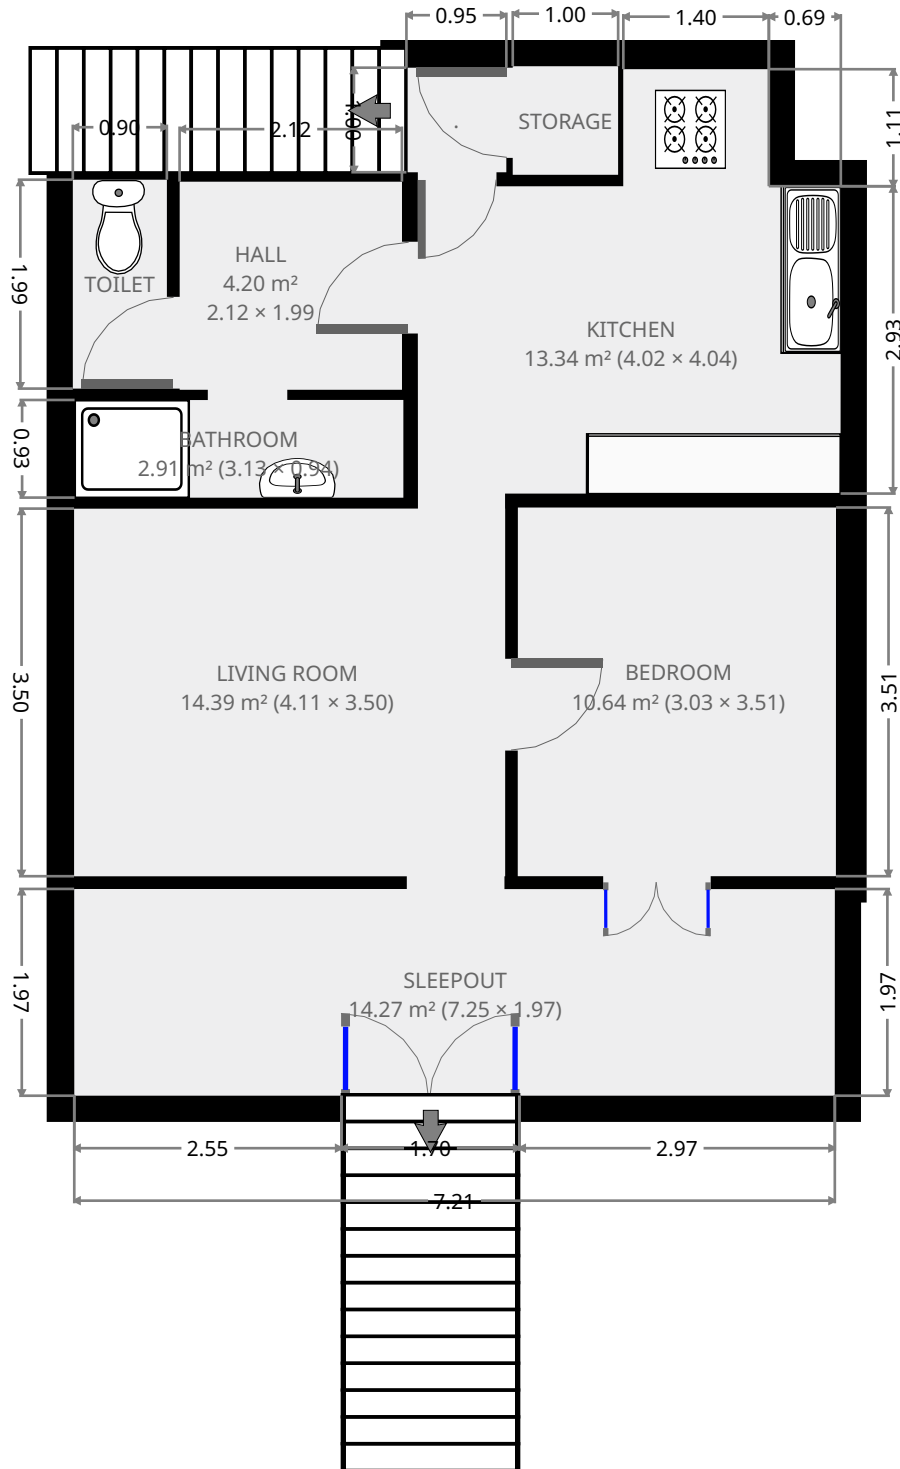 0.95
1.00
1.40
0.69
0.90
2.12
1.00
STORAGE
1.11
HALL
4.20 m²
2.12 × 1.99
TOILET
1.99
KITCHEN
13.34 m² (4.02 × 4.04)
2.93
BATHROOM
2.91 m² (3.13 × 0.94)
0.93
LIVING ROOM
14.39 m² (4.11 × 3.50)
3.50
BEDROOM
10.64 m² (3.03 × 3.51)
3.51
SLEEPOUT
14.27 m² (7.25 × 1.97)
1.97
1.97
2.55
1.70
2.97
7.21